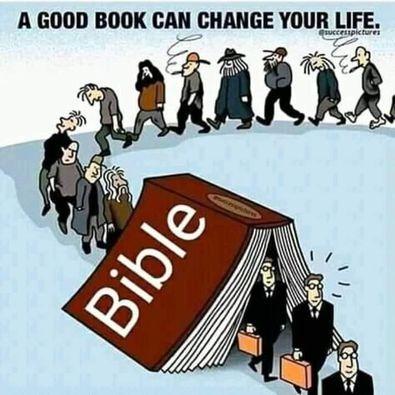 A GOOD BOOK CAN CHANGE YOUR LIFE.
@successpictures
Bible